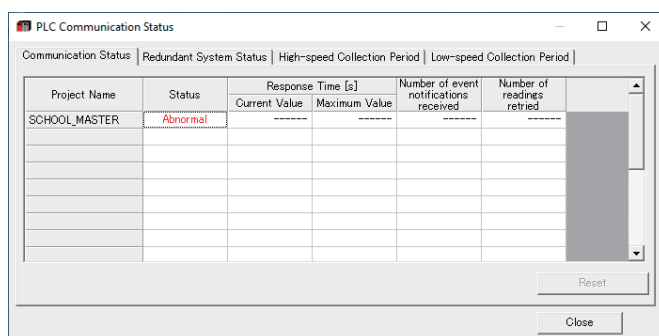 PLC Communication Status
Communication Status Redundant System Status High-speed Collection Period Low-speed Collection Period
Project Name Status Response Time [s] Number of event notifications received Number of readings retried
Current Value Maximum Value
SCHOOL_MASTER Abnormal ------ ------ ------ ------
Reset
Close